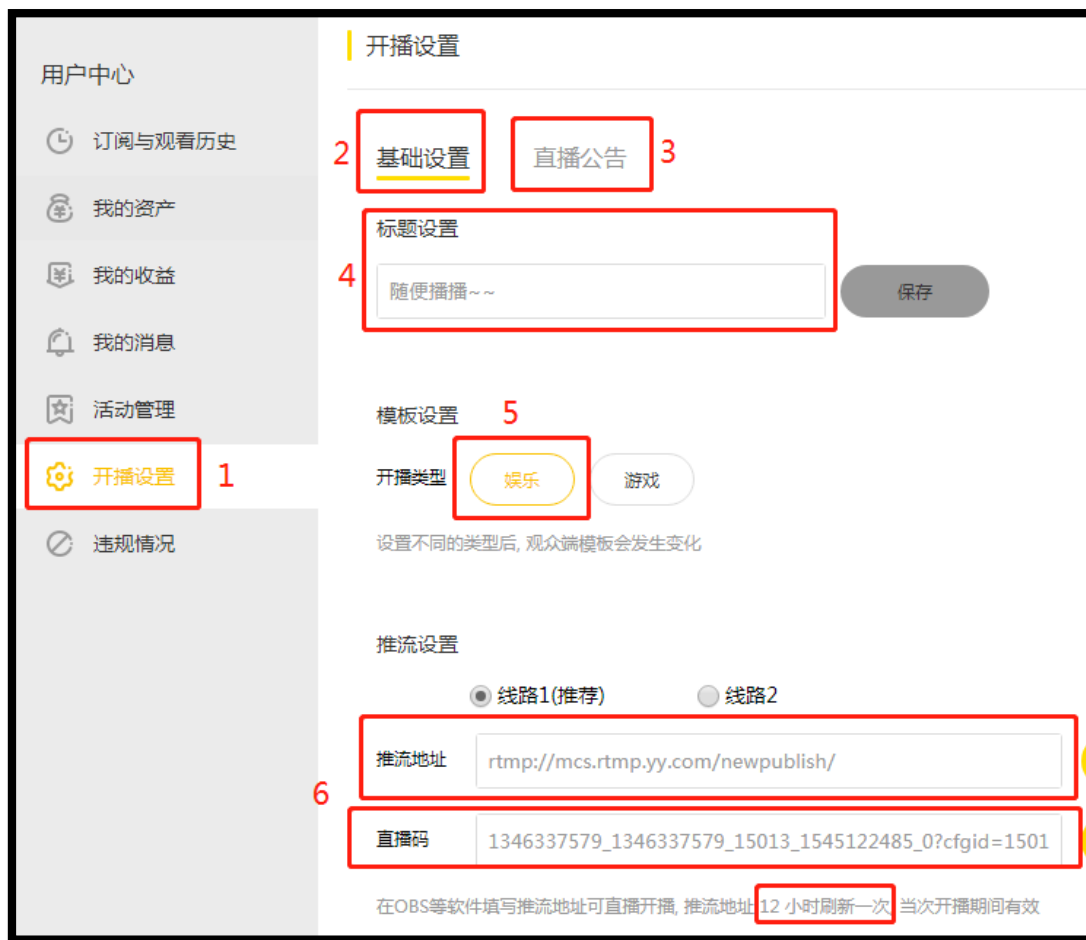 用户中心
订阅与观看历史
我的资产
我的收益
我的消息
活动管理
开播设置
1
违规情况
开播设置
2
基础设置
直播公告
3
标题设置
4
随便播播~~
保存
模板设置
5
开播类型
娱乐
游戏
设置不同的类型后, 观众端模板会发生变化
推流设置
线路1(推荐)
线路2
推流地址
rtmp://mcs.rtmp.yy.com/newpublish/
6
直播码
1346337579_1346337579_15013_1545122485_0?cfgid=1501
在OBS等软件填写推流地址可直播开播, 推流地址 12 小时刷新一次, 当次开播期间有效